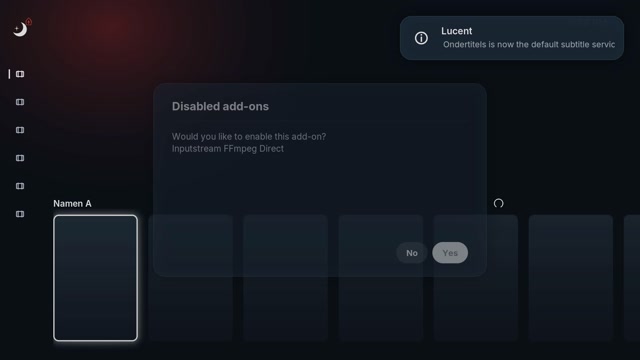 Lucent
Ondertitels is now the default subtitle servic
Disabled add-ons
Would you like to enable this add-on?
Inputstream FFmpeg Direct
Namen A
No
Yes